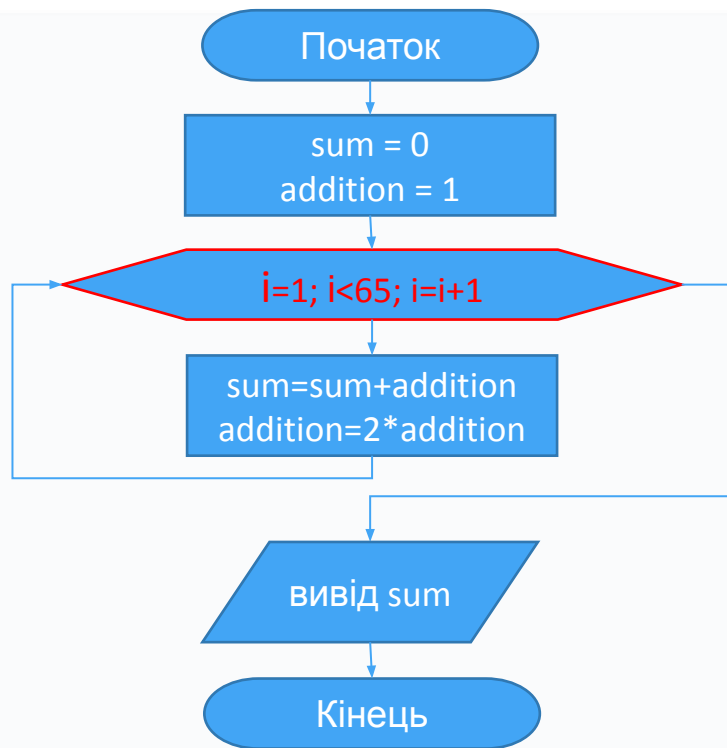 Початок
sum = 0
addition = 1
i=1; i<65; i=i+1
sum=sum+addition
addition=2*addition
вивід sum
Кінець